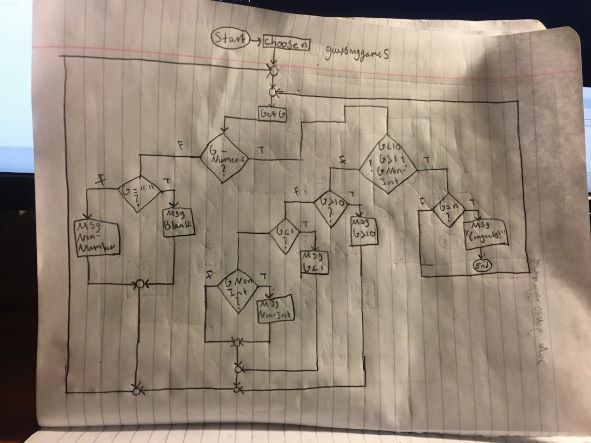 Start
choose n
guessinggame5
Get G
G
Numeric
?
F
T
G=" "
?
F
T
Msg
Non-
Number
Msg
Blank
G≤10
G≥1
G Non-
Int
F
T
G>10
?
F
T
Msg
G>10
G<1
?
T
Msg
G<1
G Non
Int
?
F
T
Msg
Non-Int
G=n
?
F
T
Msg
"Congrats!"
End